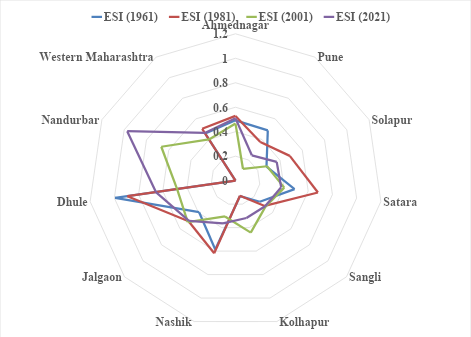 ESI (1961) ESI (1981) ESI (2001) ESI (2021)
Ahmednagar
1.2
Western Maharashtra
Pune
1
0.8
Nandurbar
Solapur
0.6
0.4
0.2
0
Dhule
Satara
Jalgaon
Sangli
Nashik
Kolhapur